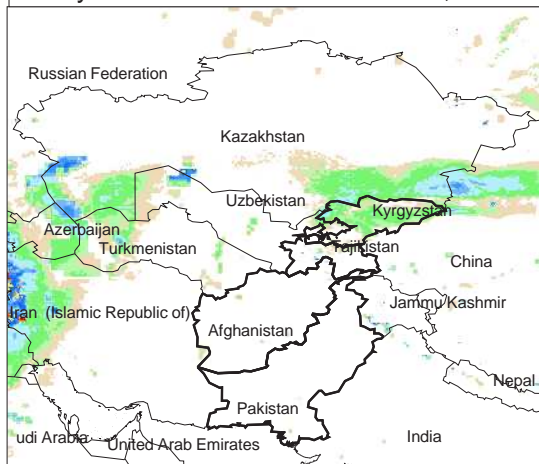 Russian Federation
Kazakhstan
Uzbekistan
Kyrgyzstan
Azerbaijan
Turkmenistan
Tajikistan
China
Iran (Islamic Republic of)
Jammu Kashmir
Afghanistan
Nepal
Pakistan
udi Arabia
United Arab Emirates
India